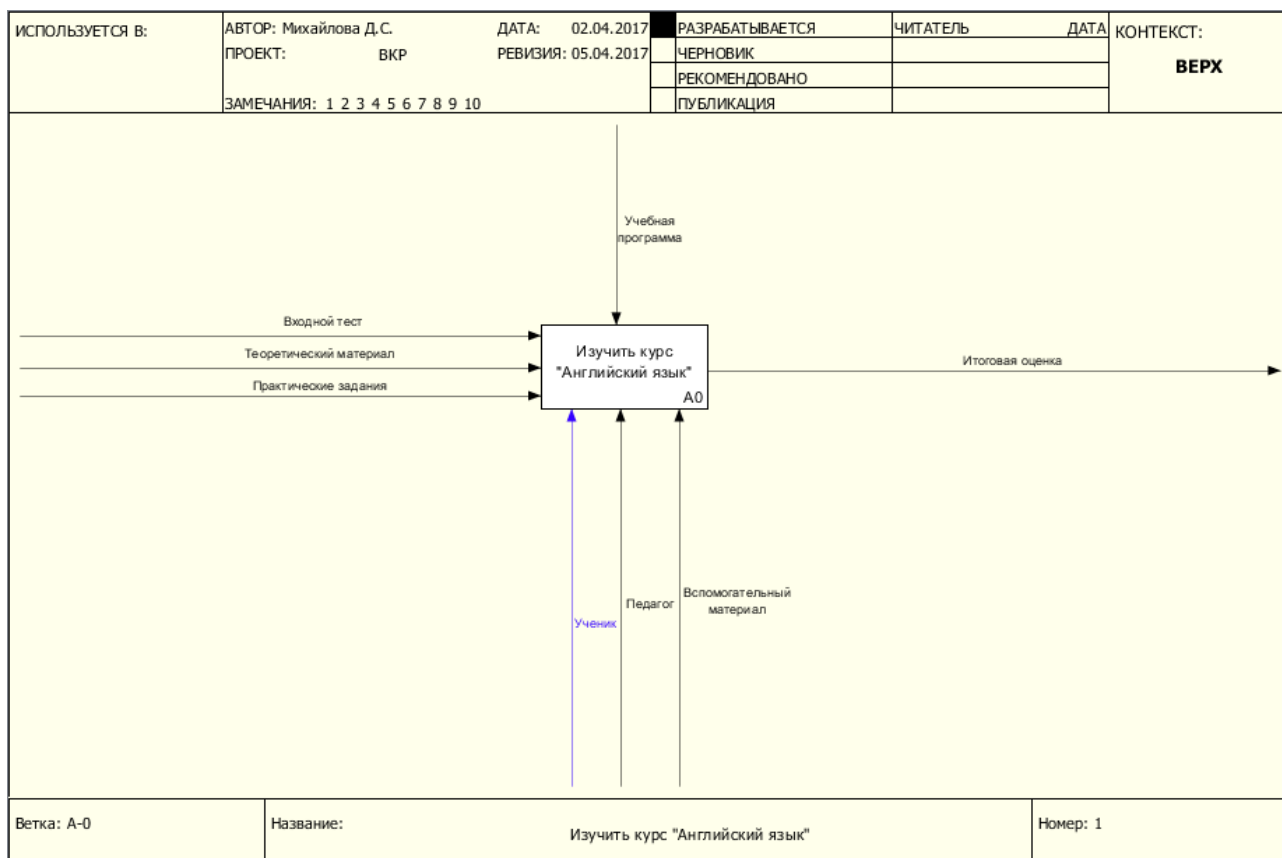 ИСПОЛЬЗУЕТСЯ В:
АВТОР: Михайлова Д.С.
ДАТА: 02.04.2017
ПРОЕКТ: ВКР
РЕВИЗИЯ: 05.04.2017
ЗАМЕЧАНИЯ: 1 2 3 4 5 6 7 8 9 10
РАЗРАБАТЫВАЕТСЯ
ЧЕРНОВИК
РЕКОМЕНДОВАНО
ПУБЛИКАЦИЯ
ЧИТАТЕЛЬ
ДАТА
КОНТЕКСТ:
ВЕРХ
Учебная
программа
Входной тест
Теоретический материал
Практические задания
Изучить курс
"Английский язык"
A0
Итоговая оценка
Ученик
Педагог
Вспомогательный
материал
Ветка: A-0
Название:
Изучить курс "Английский язык"
Номер: 1